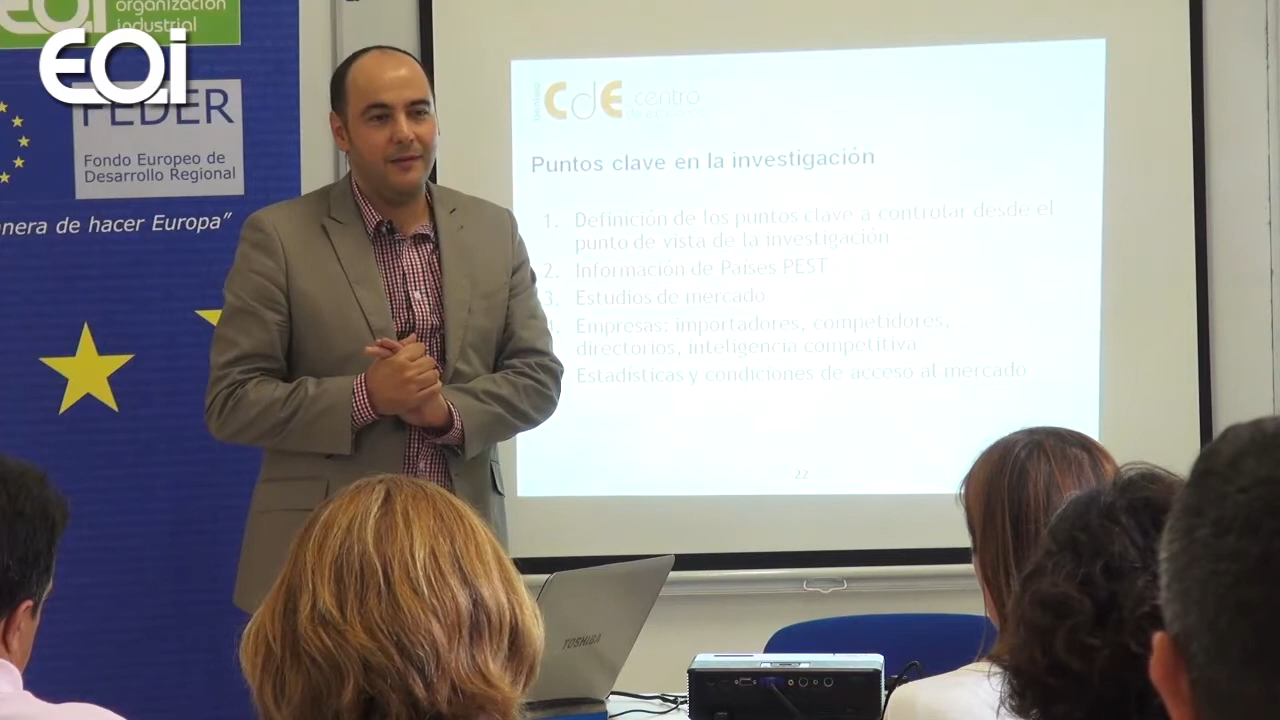 EOi
organización
industrial
EOi
FEDER
Fondo Europeo de
Desarrollo Regional
nera de hacer Europa”
CdE centro
Puntos clave en la investigación
1. Definición de los puntos clave a controlar desde el
punto de vista de la investigación
2. Información de Países PEST
3. Estudios de mercado
4. Empresas: importadores, competidores,
directorios, inteligencia competitiva
Estadísticas y condiciones de acceso al mercado
22
TOSHIBA